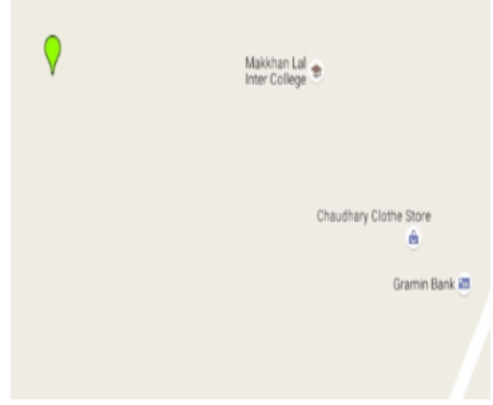 Makkhan Lal
Inter College
Chaudhary Clothe Store
Gramin Bank